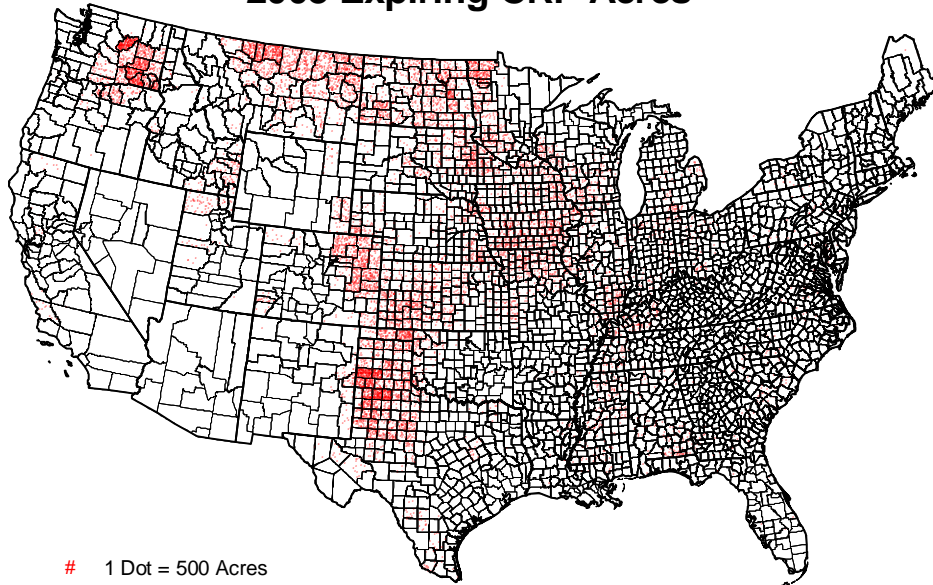 Expiring CRP Acres
# 1 Dot = 500 Acres